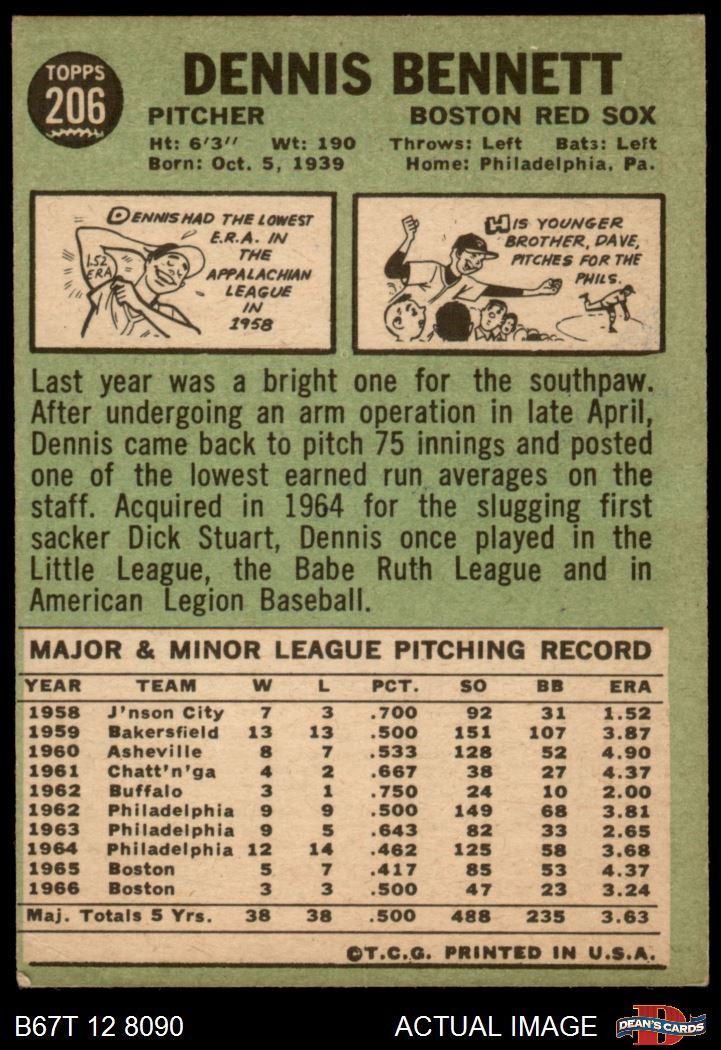 TOPPS
206
DENNIS BENNETT
PITCHER BOSTON RED SOX
Ht: 6'3" Wt: 190 Throws: Left Bats: Left
Born: Oct. 5, 1939 Home: Philadelphia, Pa.
DENNIS HAD THE LOWEST
E.R.A. IN
THE
APPALACHIAN
LEAGUE
IN
1958
1.52
ERA
HIS YOUNGER
BROTHER, DAVE,
PITCHES FOR THE
PHILS.
Last year was a bright one for the southpaw.
After undergoing an arm operation in late April,
Dennis came back to pitch 75 innings and posted
one of the lowest earned run averages on the
staff. Acquired in 1964 for the slugging first
sacker Dick Stuart, Dennis once played in the
Little League, the Babe Ruth League and in
American Legion Baseball.
MAJOR & MINOR LEAGUE PITCHING RECORD
YEAR TEAM W L PCT. SO BB ERA
1958 J'nson City 7 3 .700 92 31 1.52
1959 Bakersfield 13 13 .500 151 107 3.87
1960 Asheville 8 7 .533 128 52 4.90
1961 Chatt'n'ga 4 2 .667 38 27 4.37
1962 Buffalo 3 1 .750 24 10 2.00
1962 Philadelphia 9 9 .500 149 68 3.81
1963 Philadelphia 9 5 .643 82 33 2.65
1964 Philadelphia 12 14 .462 125 58 3.68
1965 Boston 5 7 .417 85 53 4.37
1966 Boston 3 3 .500 47 23 3.24
Maj. Totals 5 Yrs. 38 38 .500 488 235 3.63
©T.C.G. PRINTED IN U.S.A.
B67T 12 8090 ACTUAL IMAGE
D
DEAN'S CARDS